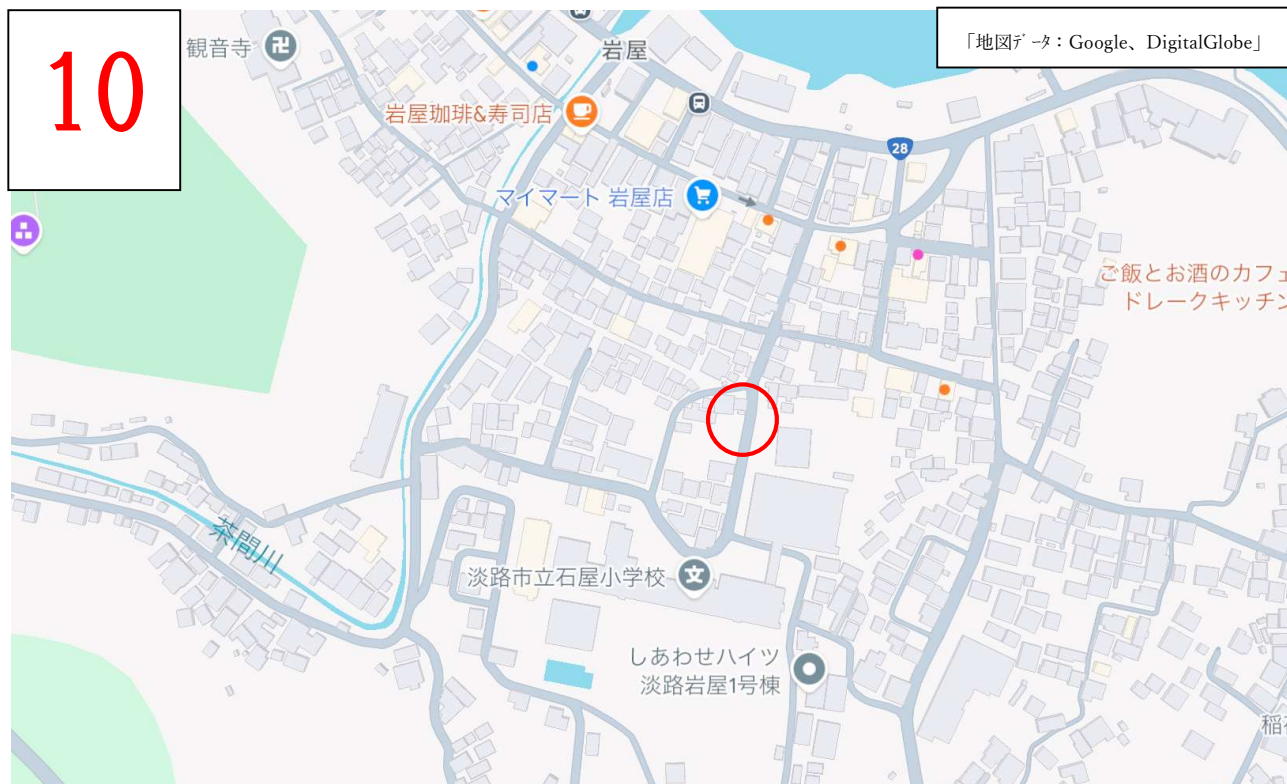 10
「地図ﾃﾞｰﾀ：Google、DigitalGlobe」
観音寺
岩屋
岩屋珈琲&寿司店
28
マイマート 岩屋店
ご飯とお酒のカフェ
ドレークキッチン
茶間川
淡路市立石屋小学校
文
しあわせハイツ
淡路岩屋1号棟
稲